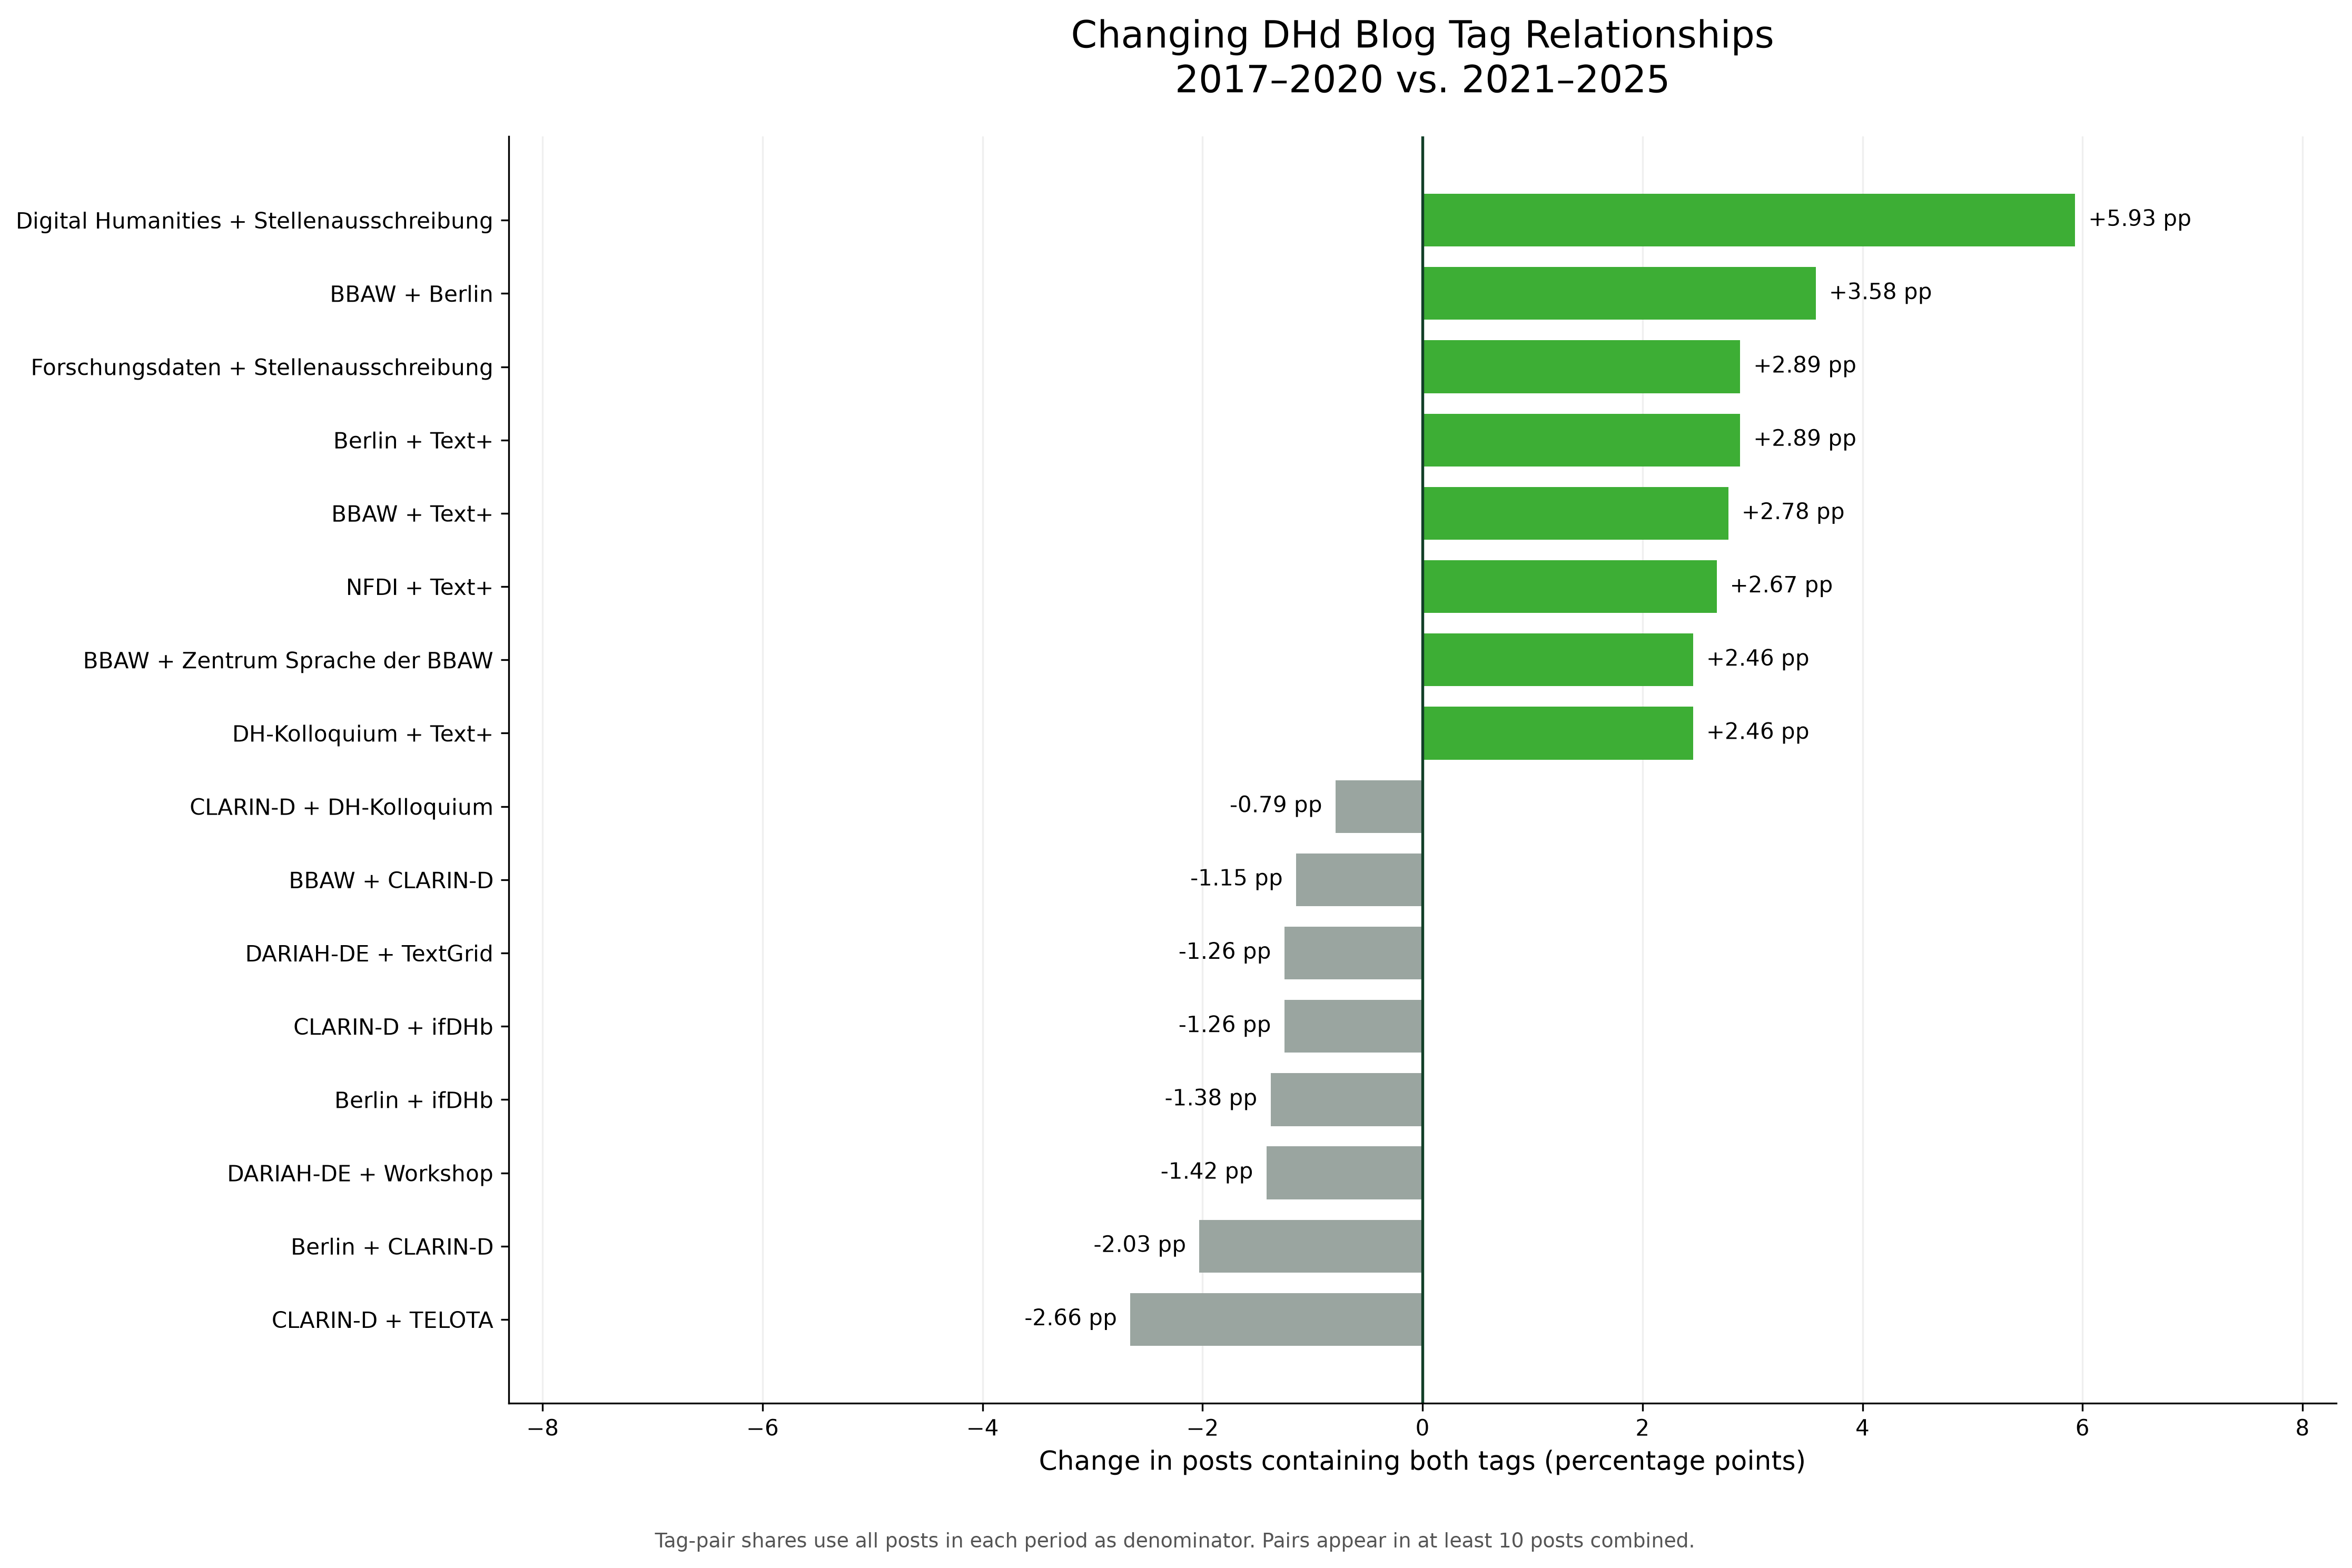 Changing DHd Blog Tag Relationships
2017–2020 vs. 2021–2025
Digital Humanities + Stellenausschreibung
+5.93 pp
BBAW + Berlin
+3.58 pp
Forschungsdaten + Stellenausschreibung
+2.89 pp
Berlin + Text+
+2.89 pp
BBAW + Text+
+2.78 pp
NFDI + Text+
+2.67 pp
BBAW + Zentrum Sprache der BBAW
+2.46 pp
DH-Kolloquium + Text+
+2.46 pp
CLARIN-D + DH-Kolloquium
-0.79 pp
BBAW + CLARIN-D
-1.15 pp
DARIAH-DE + TextGrid
-1.26 pp
CLARIN-D + ifDHb
-1.26 pp
Berlin + ifDHb
-1.38 pp
DARIAH-DE + Workshop
-1.42 pp
Berlin + CLARIN-D
-2.03 pp
CLARIN-D + TELOTA
-2.66 pp
−8 −6 −4 −2 0 2 4 6 8
Change in posts containing both tags (percentage points)
Tag-pair shares use all posts in each period as denominator. Pairs appear in at least 10 posts combined.